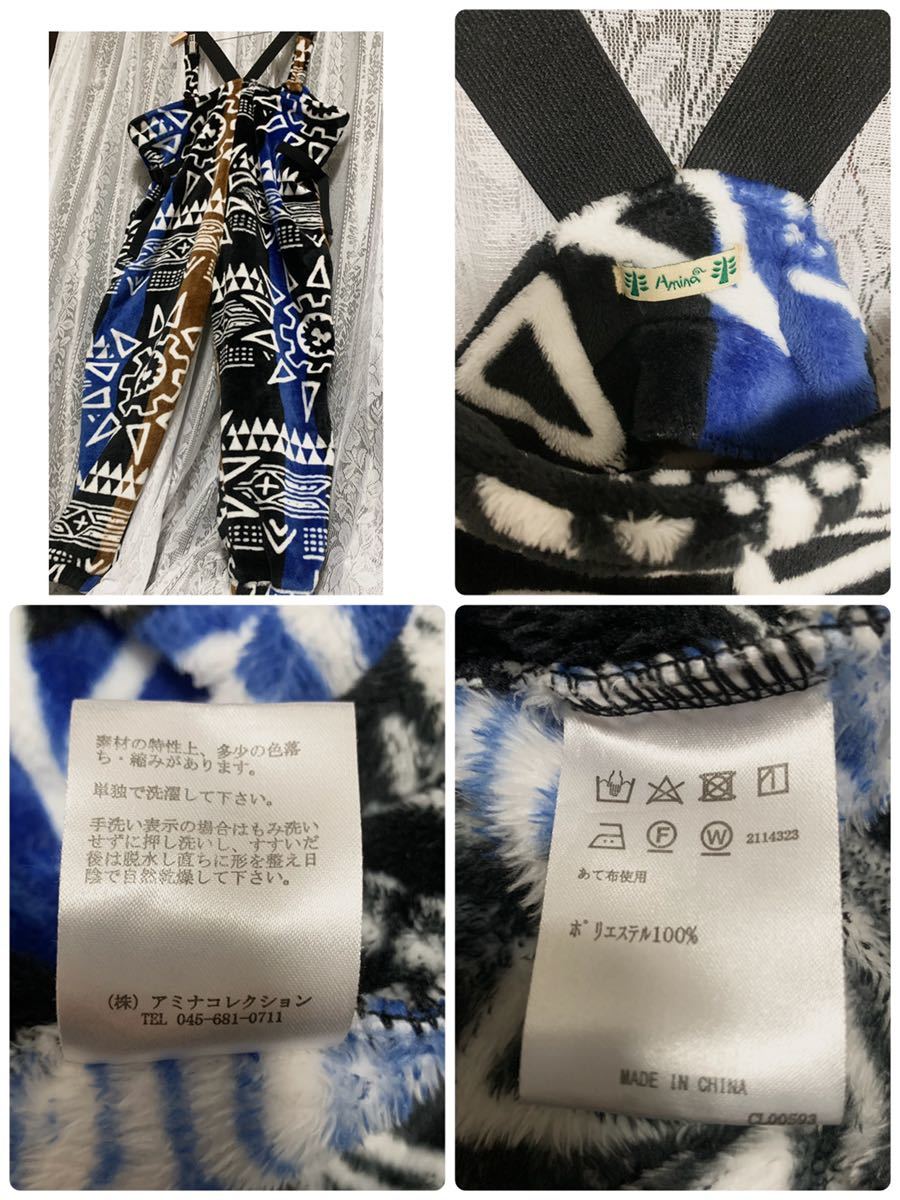 Amina
素材の特性上、多少の色落
ち・縮みがあります。
単独で洗濯して下さい。
手洗い表示の場合はもみ洗い
せずに押し洗いし、すすいだ
後は脱水し直ちに形を整え日
陰で自然乾燥して下さい。
(株) アミナコレクション
TEL 045-681-0711
F
W
2114323
あて布使用
ポリエステル100%
MADE IN CHINA
CL00593